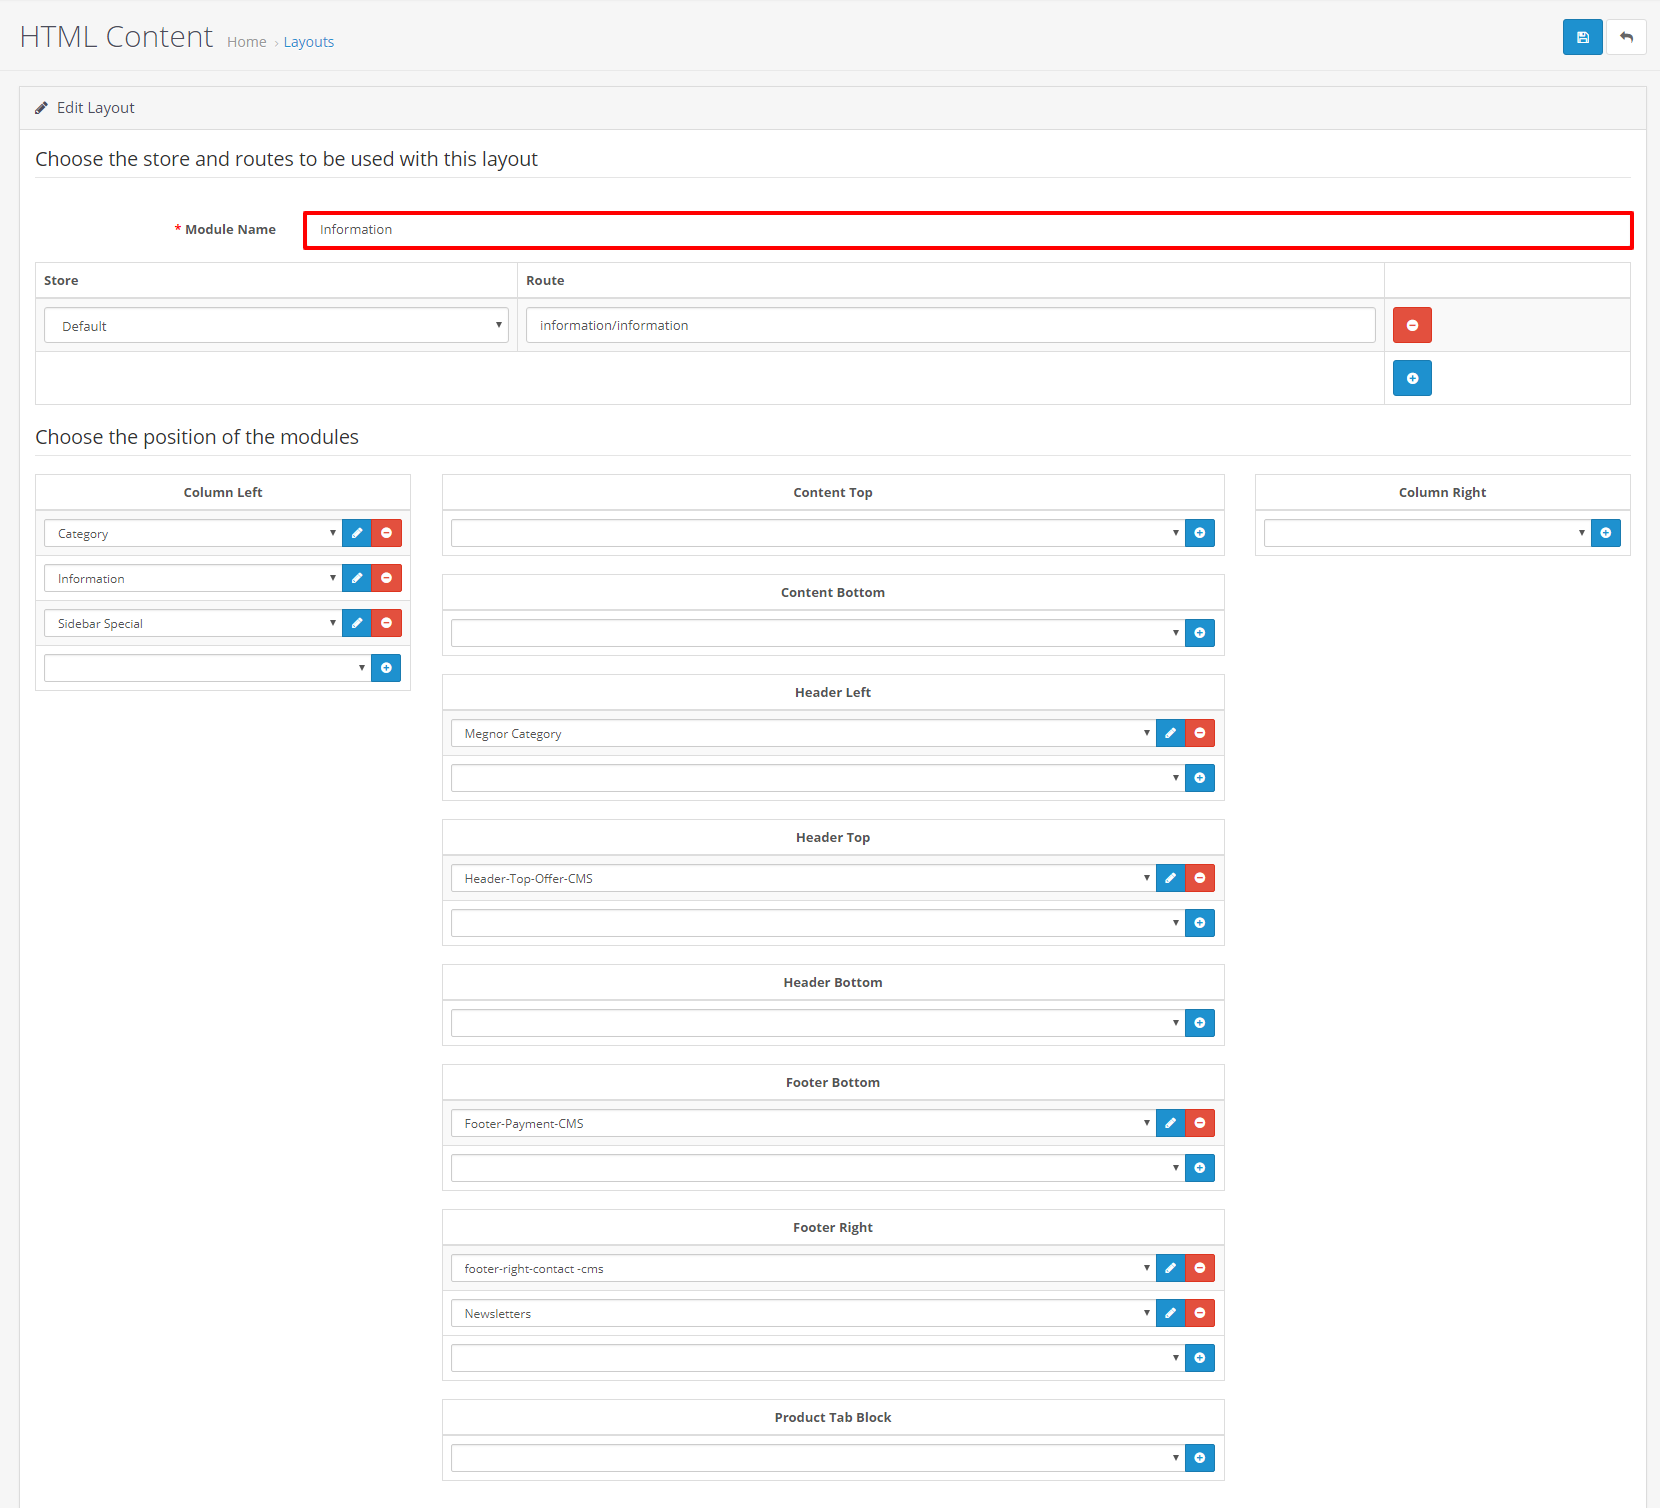 HTML Content Home › Layouts
Edit Layout
Choose the store and routes to be used with this layout
* Module Name Information
Store Route
Default information/information
Choose the position of the modules
Column Left
Category
Information
Sidebar Special
Content Top
Content Bottom
Header Left
Megnor Category
Header Top
Header-Top-Offer-CMS
Header Bottom
Footer Bottom
Footer-Payment-CMS
Footer Right
footer-right-contact -cms
Newsletters
Product Tab Block
Column Right